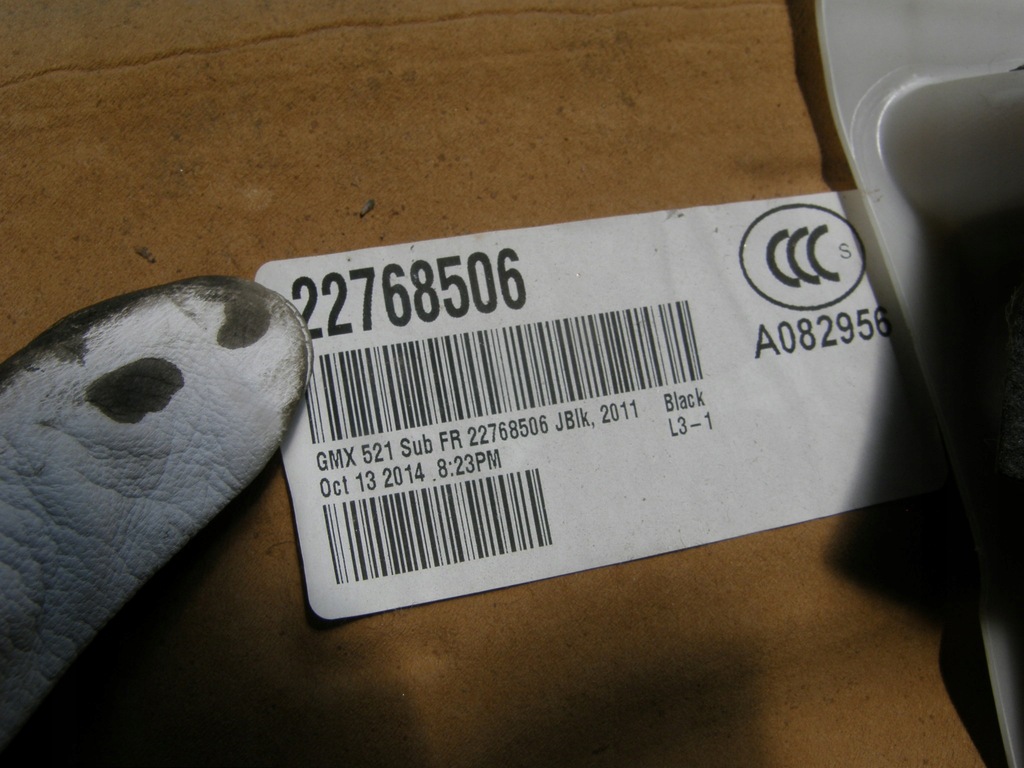 22768506
CCC S
A082956
GMX 521 Sub FR 22768506 JBlk, 2011 Black
Oct 13 2014 8:23PM L3-1